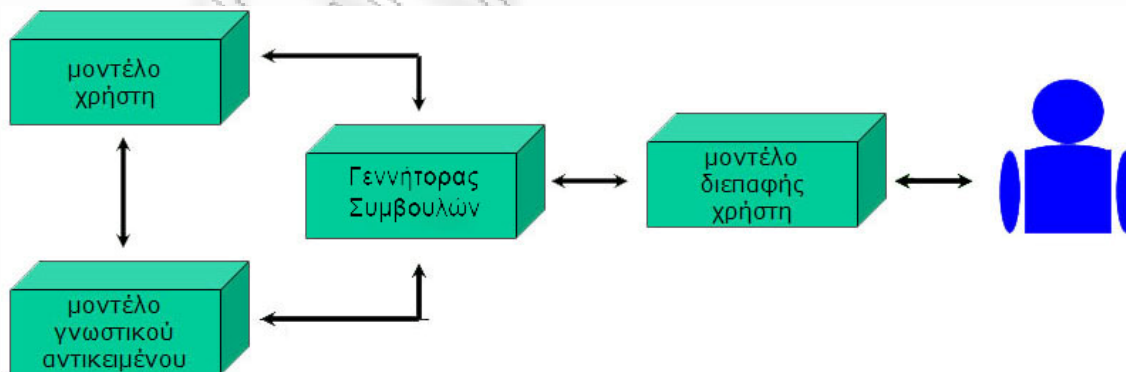 μοντέλο
χρήστη
Γεννήτορας
Συμβουλών
μοντέλο
διεπαφής
χρήστη
μοντέλο
γνωστικού
αντικειμένου